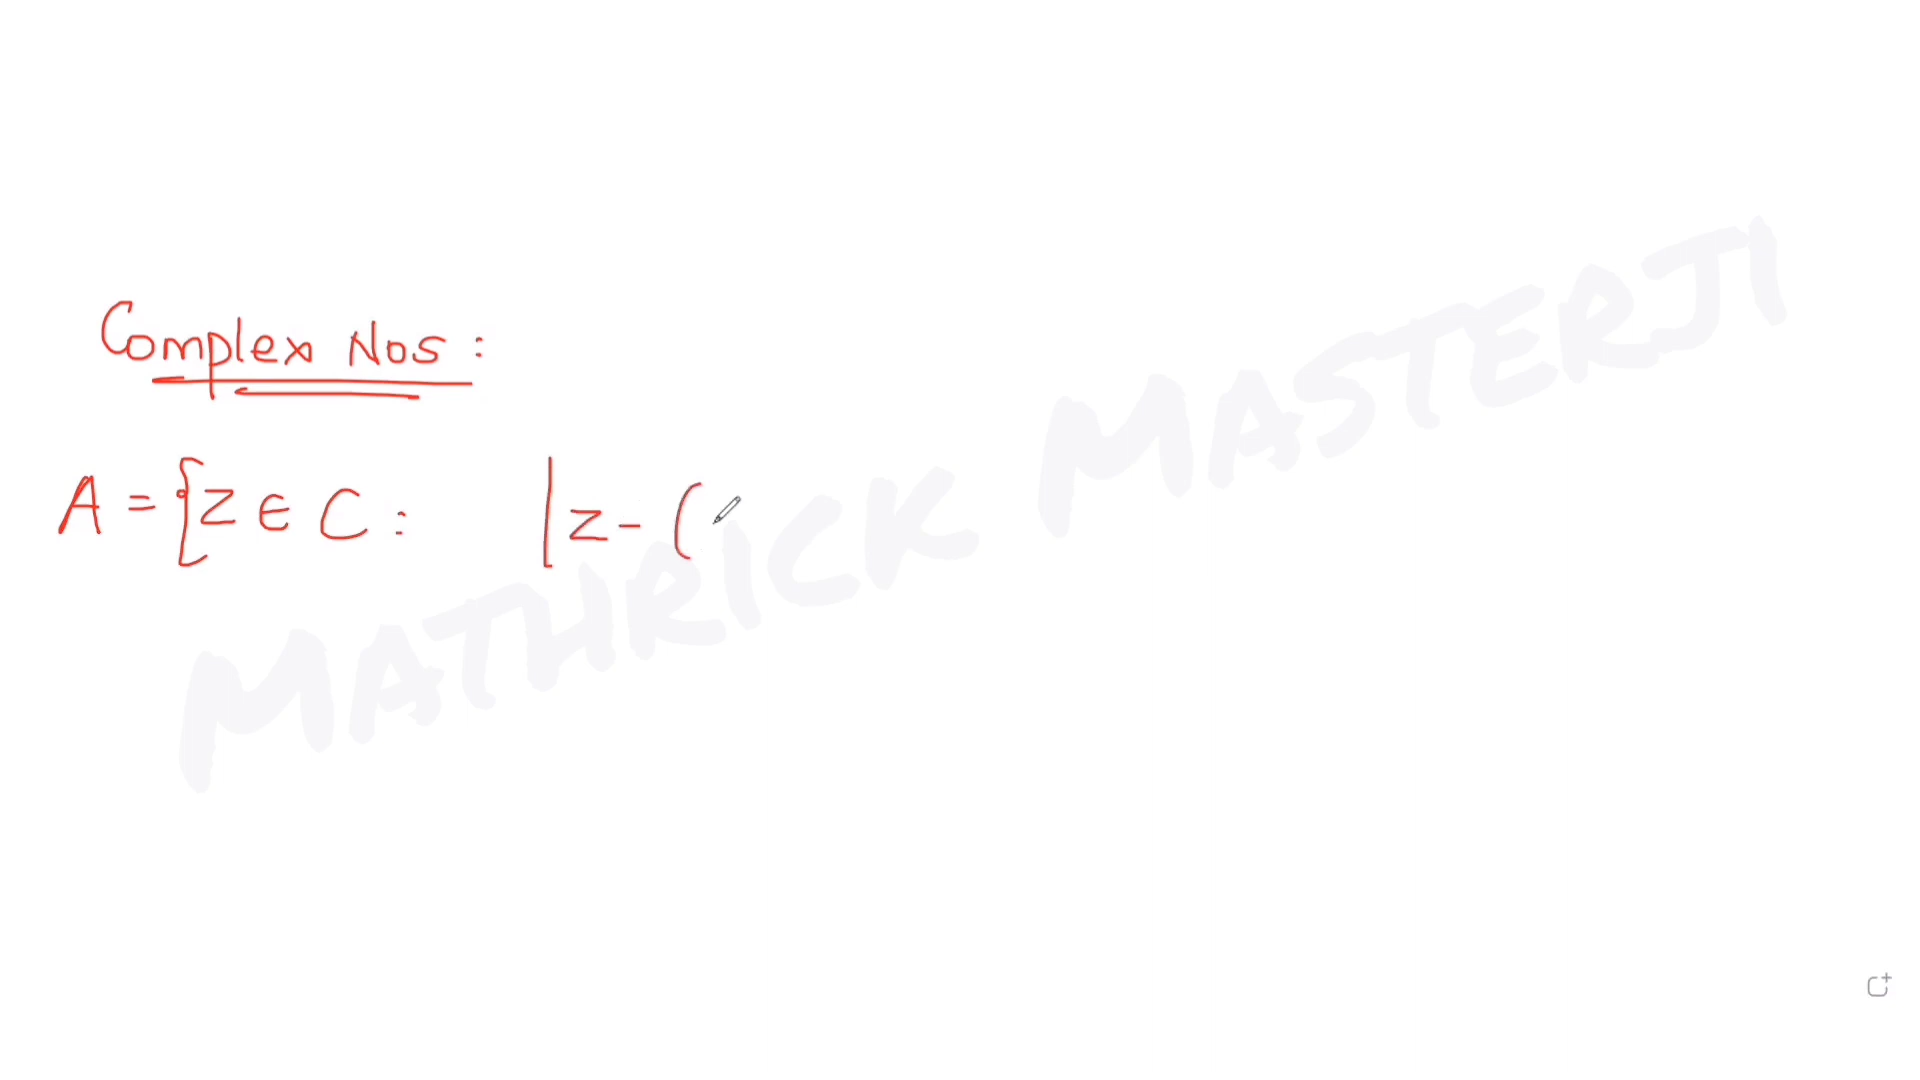 Complex Nos :
A = {Z ∈ C : |z - (
MATHRICK MASTERJI